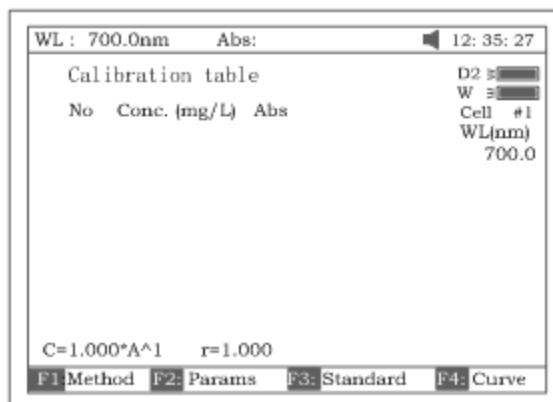 WL : 700.0nm Abs: 12: 35: 27
Calibration table
D2
W
No Conc. (mg/L) Abs
Cell #1
WL(nm)
700.0
C=1.000*A^1 r=1.000
F1:Method F2: Params F3: Standard F4: Curve